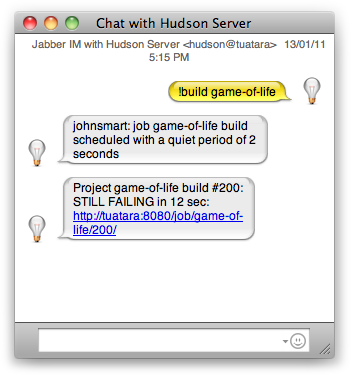 Chat with Hudson Server
Jabber IM with Hudson Server <hudson@tuatara> 13/01/11
5:15 PM
!build game-of-life
johnsmart: job game-of-life build
scheduled with a quiet period of 2
seconds
Project game-of-life build #200:
STILL FAILING in 12 sec:
http://tuatara:8080/job/game-of-
life/200/